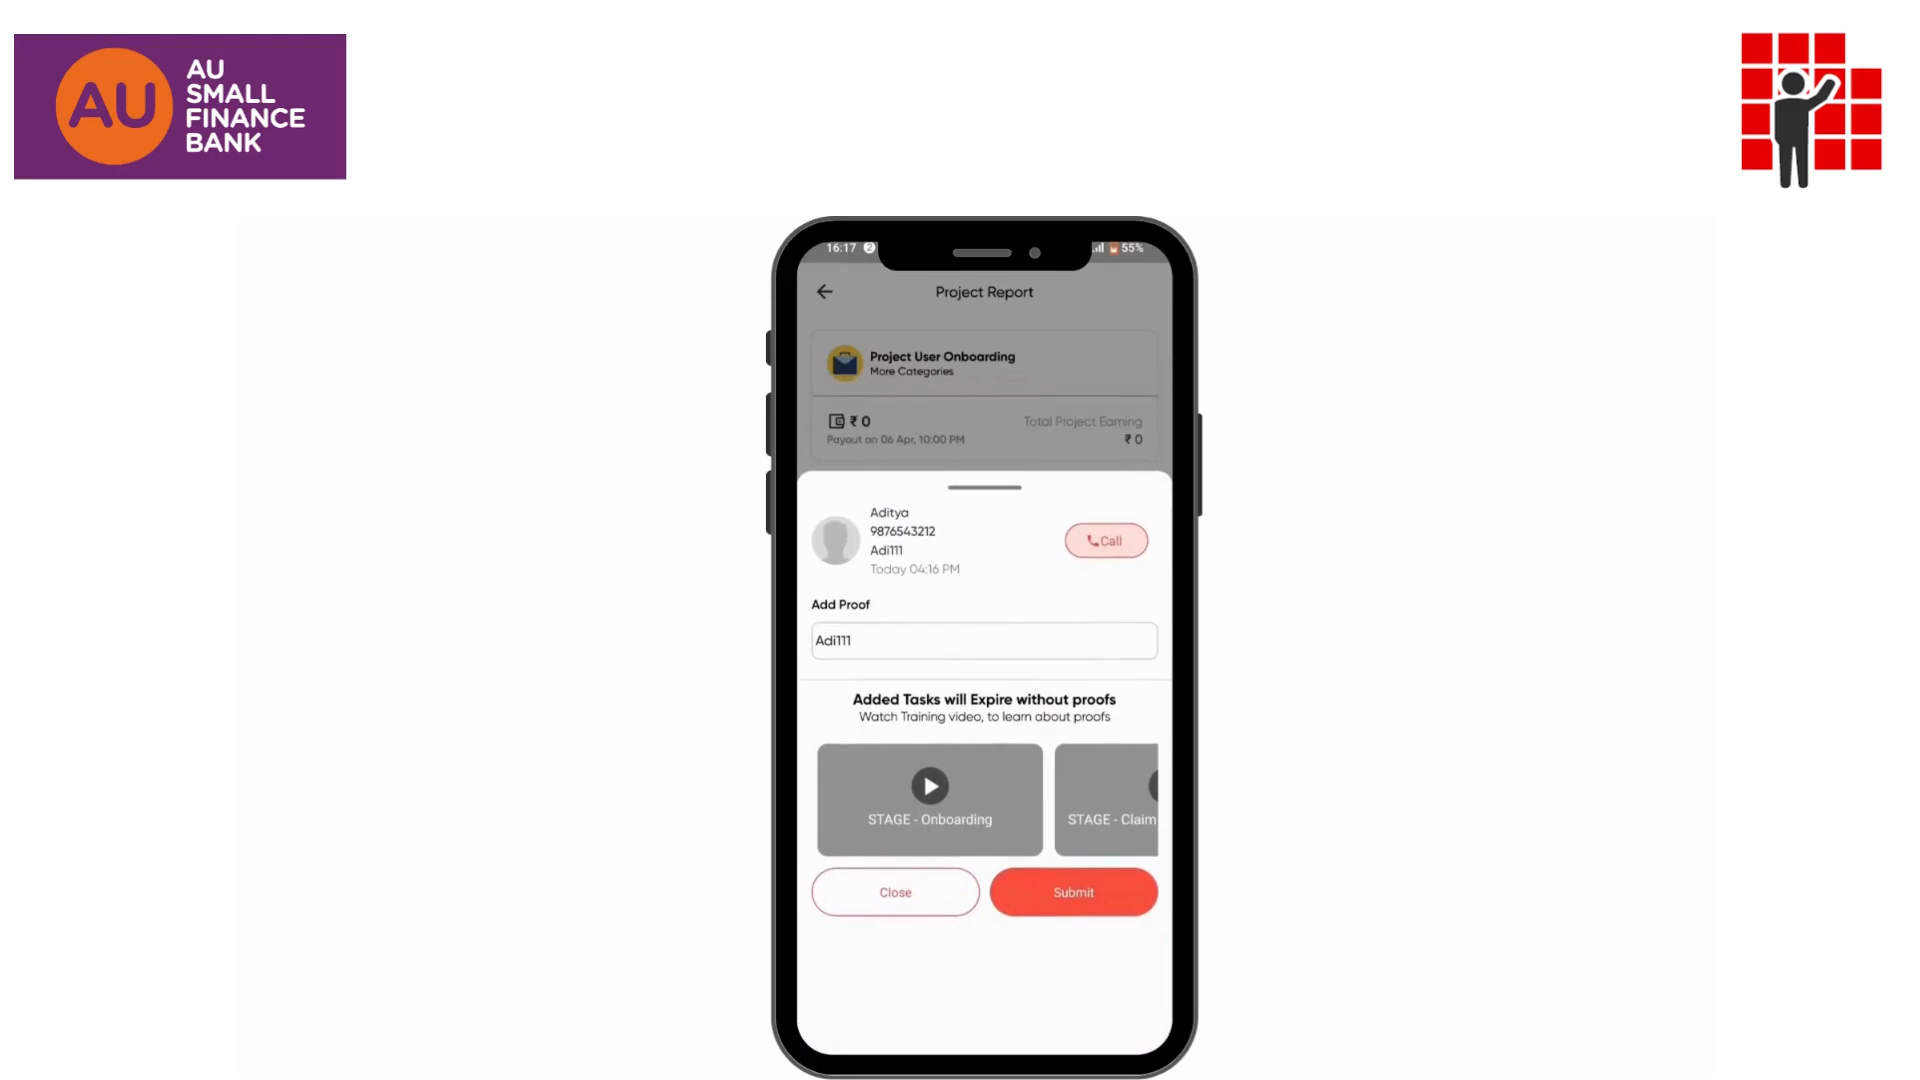 AU
AU
SMALL
FINANCE
BANK
16:17 2
55%
Project Report
Project User Onboarding
More Categories
₹ 0
Total Project Earning
Payout on 06 Apr, 10:00 PM
₹ 0
Aditya
9876543212
Adi111
Today 04:16 PM
Call
Add Proof
Adi111
Added Tasks will Expire without proofs
Watch Training video, to learn about proofs
STAGE - Onboarding
STAGE - Claim
Close
Submit